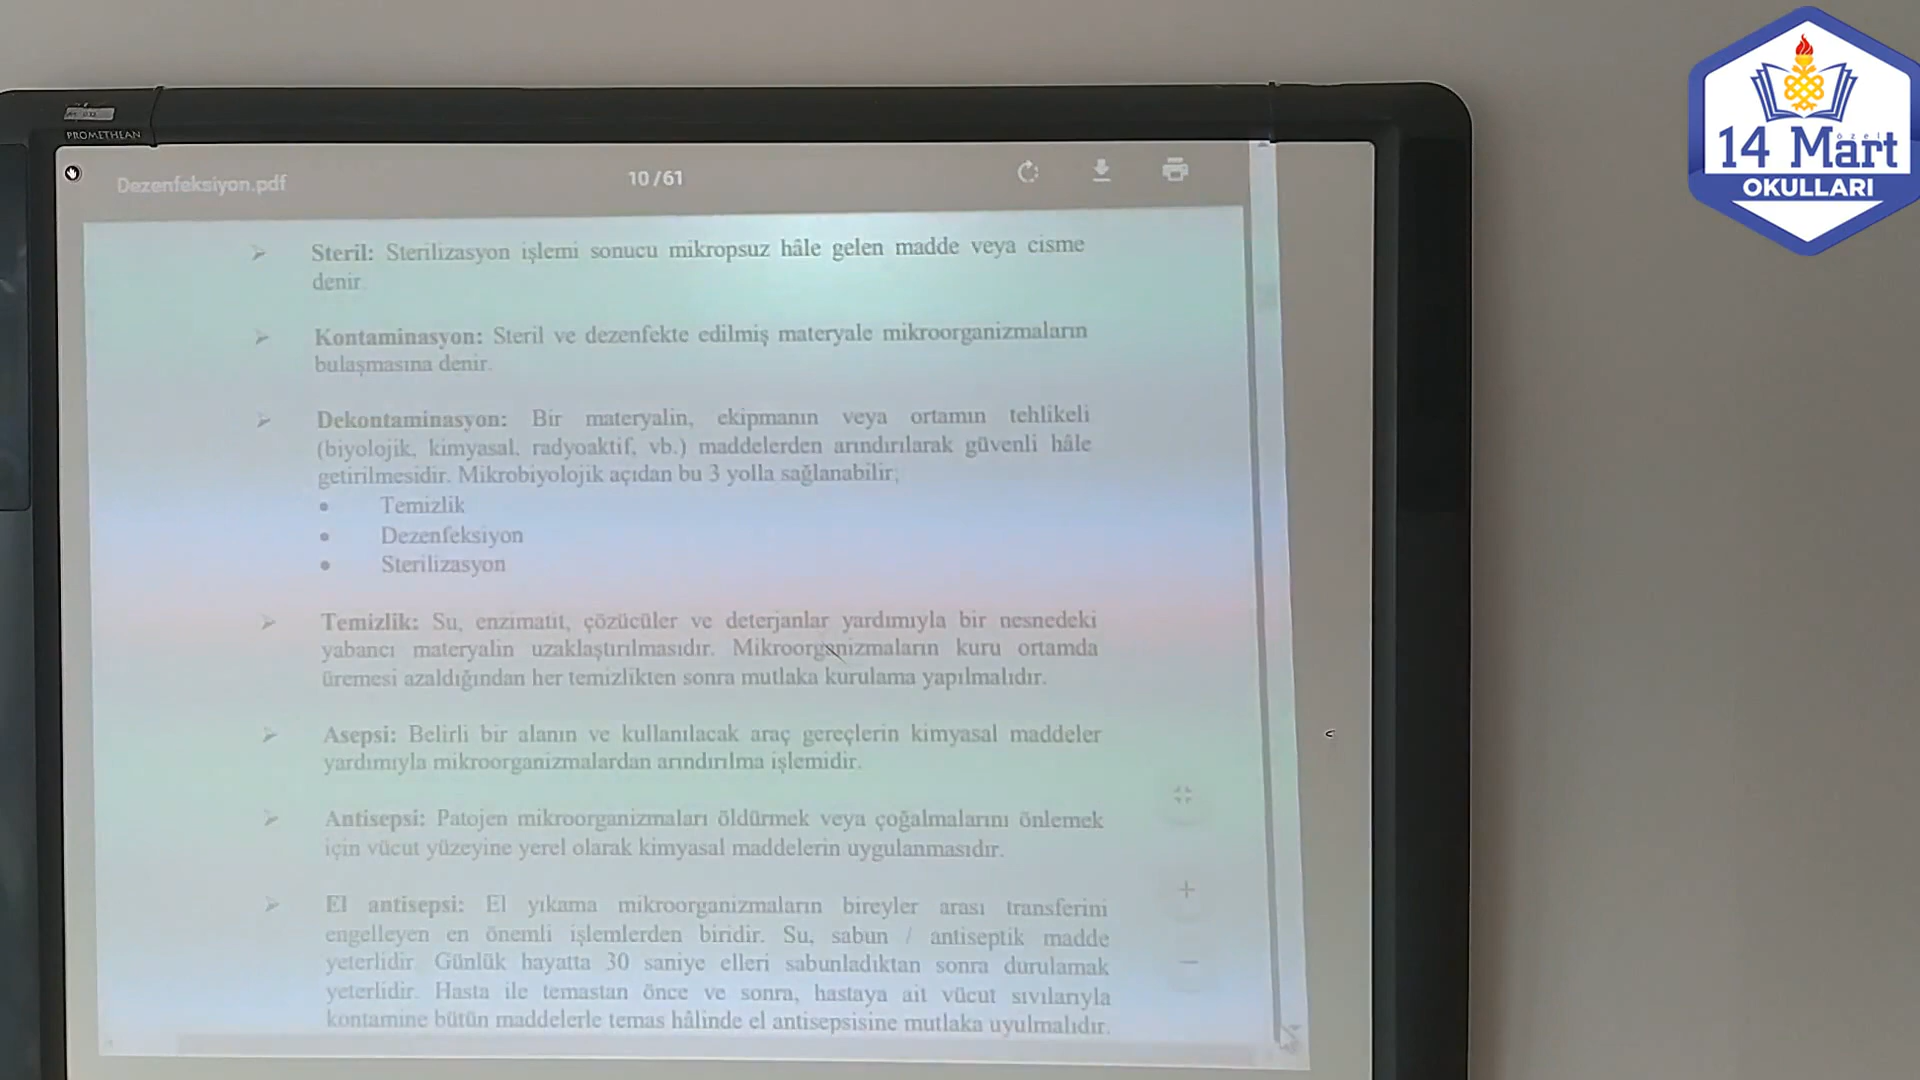 14 Mart
özel
OKULLARI
PROMETHEAN
Dezenfeksiyon.pdf
10 / 61
Steril: Sterilizasyon işlemi sonucu mikropsuz hâle gelen madde veya cisme
denir
Kontaminasyon: Steril ve dezenfekte edilmiş materyale mikroorganizmaların
bulaşmasına denir.
Dekontaminasyon: Bir materyalin, ekipmanın veya ortamın tehlikeli
(biyolojik, kimyasal, radyoaktif, vb.) maddelerden arındırılarak güvenli hâle
getirilmesidir. Mikrobiyolojik açıdan bu 3 yolla sağlanabilir;
• Temizlik
• Dezenfeksiyon
• Sterilizasyon
Temizlik: Su, enzimatit, çözücüler ve deterjanlar yardımıyla bir nesnedeki
yabancı materyalin uzaklaştırılmasıdır. Mikroorganizmaların kuru ortamda
üremesi azaldığından her temizlikten sonra mutlaka kurulama yapılmalıdır.
Asepsi: Belirli bir alanın ve kullanılacak araç gereçlerin kimyasal maddeler
yardımıyla mikroorganizmalardan arındırılma işlemidir.
Antisepsi: Patojen mikroorganizmaları öldürmek veya çoğalmalarını önlemek
için vücut yüzeyine yerel olarak kimyasal maddelerin uygulanmasıdır.
El antisepsi: El yıkama mikroorganizmaların bireyler arası transferini
engelleyen en önemli işlemlerden biridir. Su, sabun / antiseptik madde
yeterlidir. Günlük hayatta 30 saniye elleri sabunladıktan sonra durulamak
yeterlidir. Hasta ile temastan önce ve sonra, hastaya ait vücut sıvılarıyla
kontamine bütün maddelerle temas hâlinde el antisepsisine mutlaka uyulmalıdır.